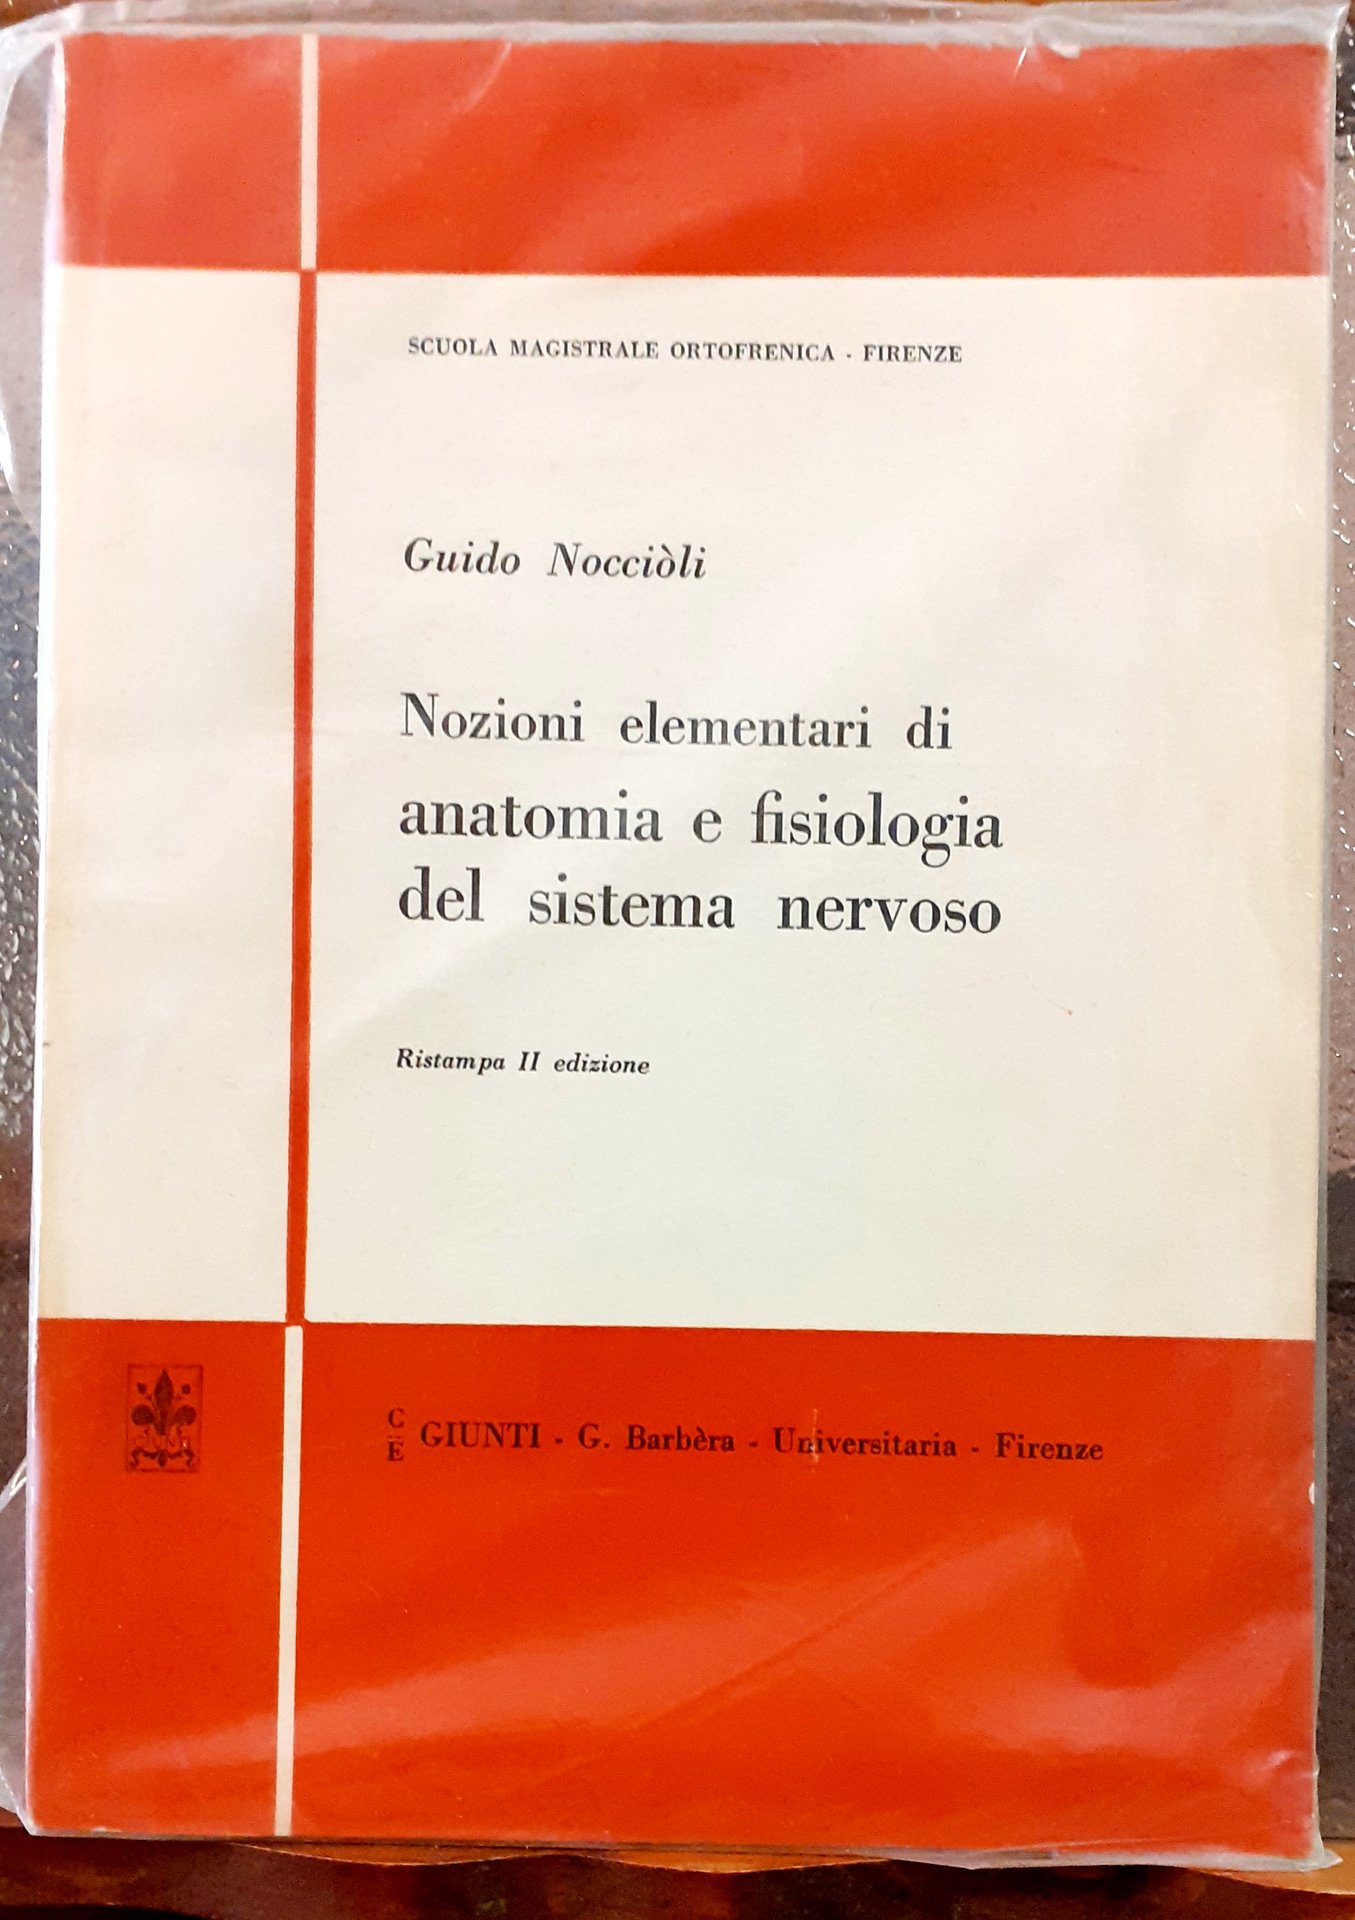 SCUOLA MAGISTRALE ORTOFRENICA - FIRENZE
Guido Nocciòli
Nozioni elementari di
anatomia e fisiologia
del sistema nervoso
Ristampa II edizione
C E GIUNTI - G. Barbèra - Universitaria - Firenze